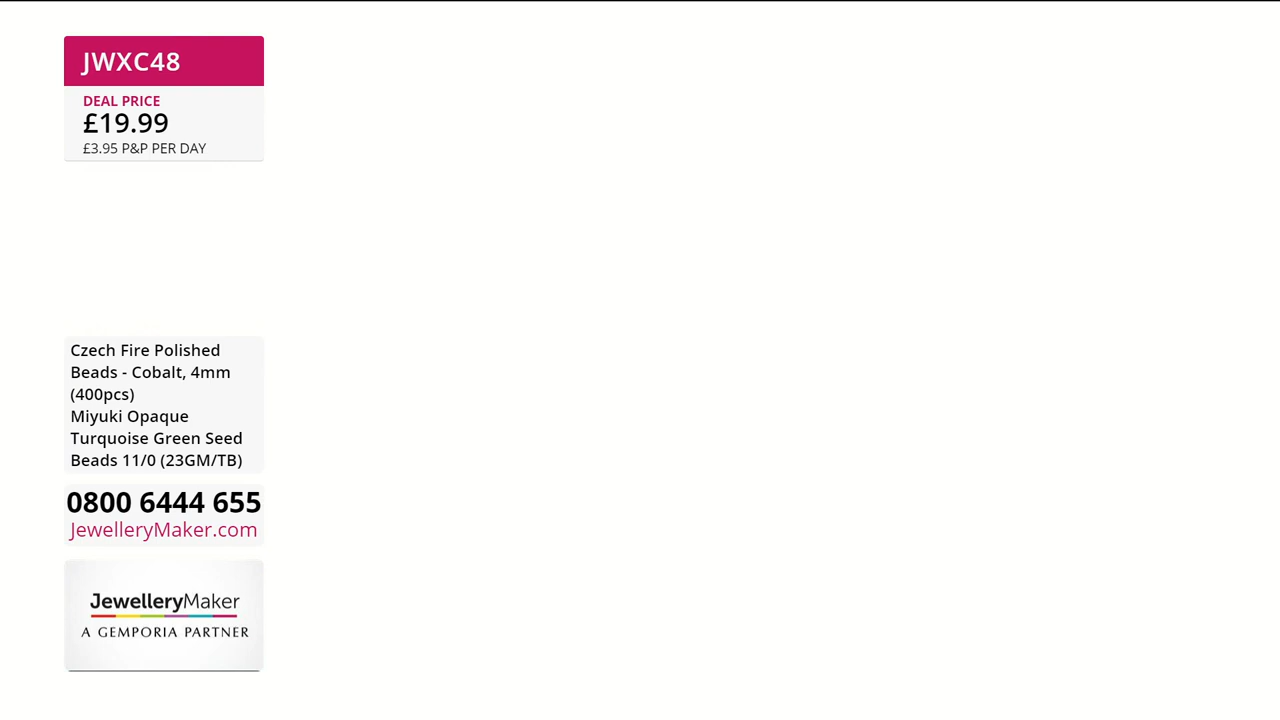 JWXC48
DEAL PRICE
£19.99
£3.95 P&P PER DAY
Czech Fire Polished
Beads - Cobalt, 4mm
(400pcs)
Miyuki Opaque
Turquoise Green Seed
Beads 11/0 (23GM/TB)
0800 6444 655
JewelleryMaker.com
JewelleryMaker
A GEMPORIA PARTNER